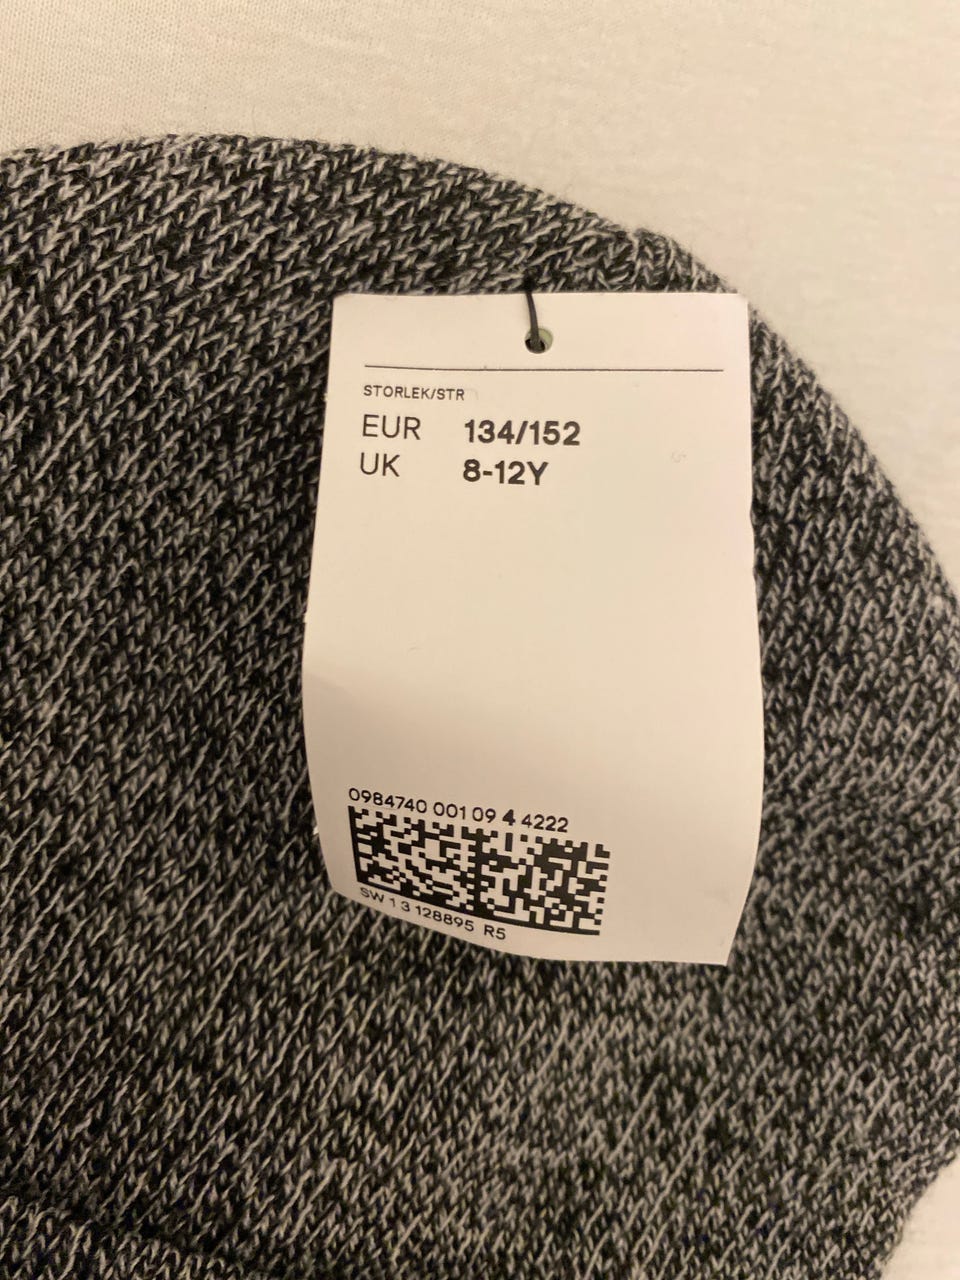 STORLEK/STR
EUR 134/152
UK 8-12Y
0984740 001 09 4 4222
SW 1 3 128895 R5